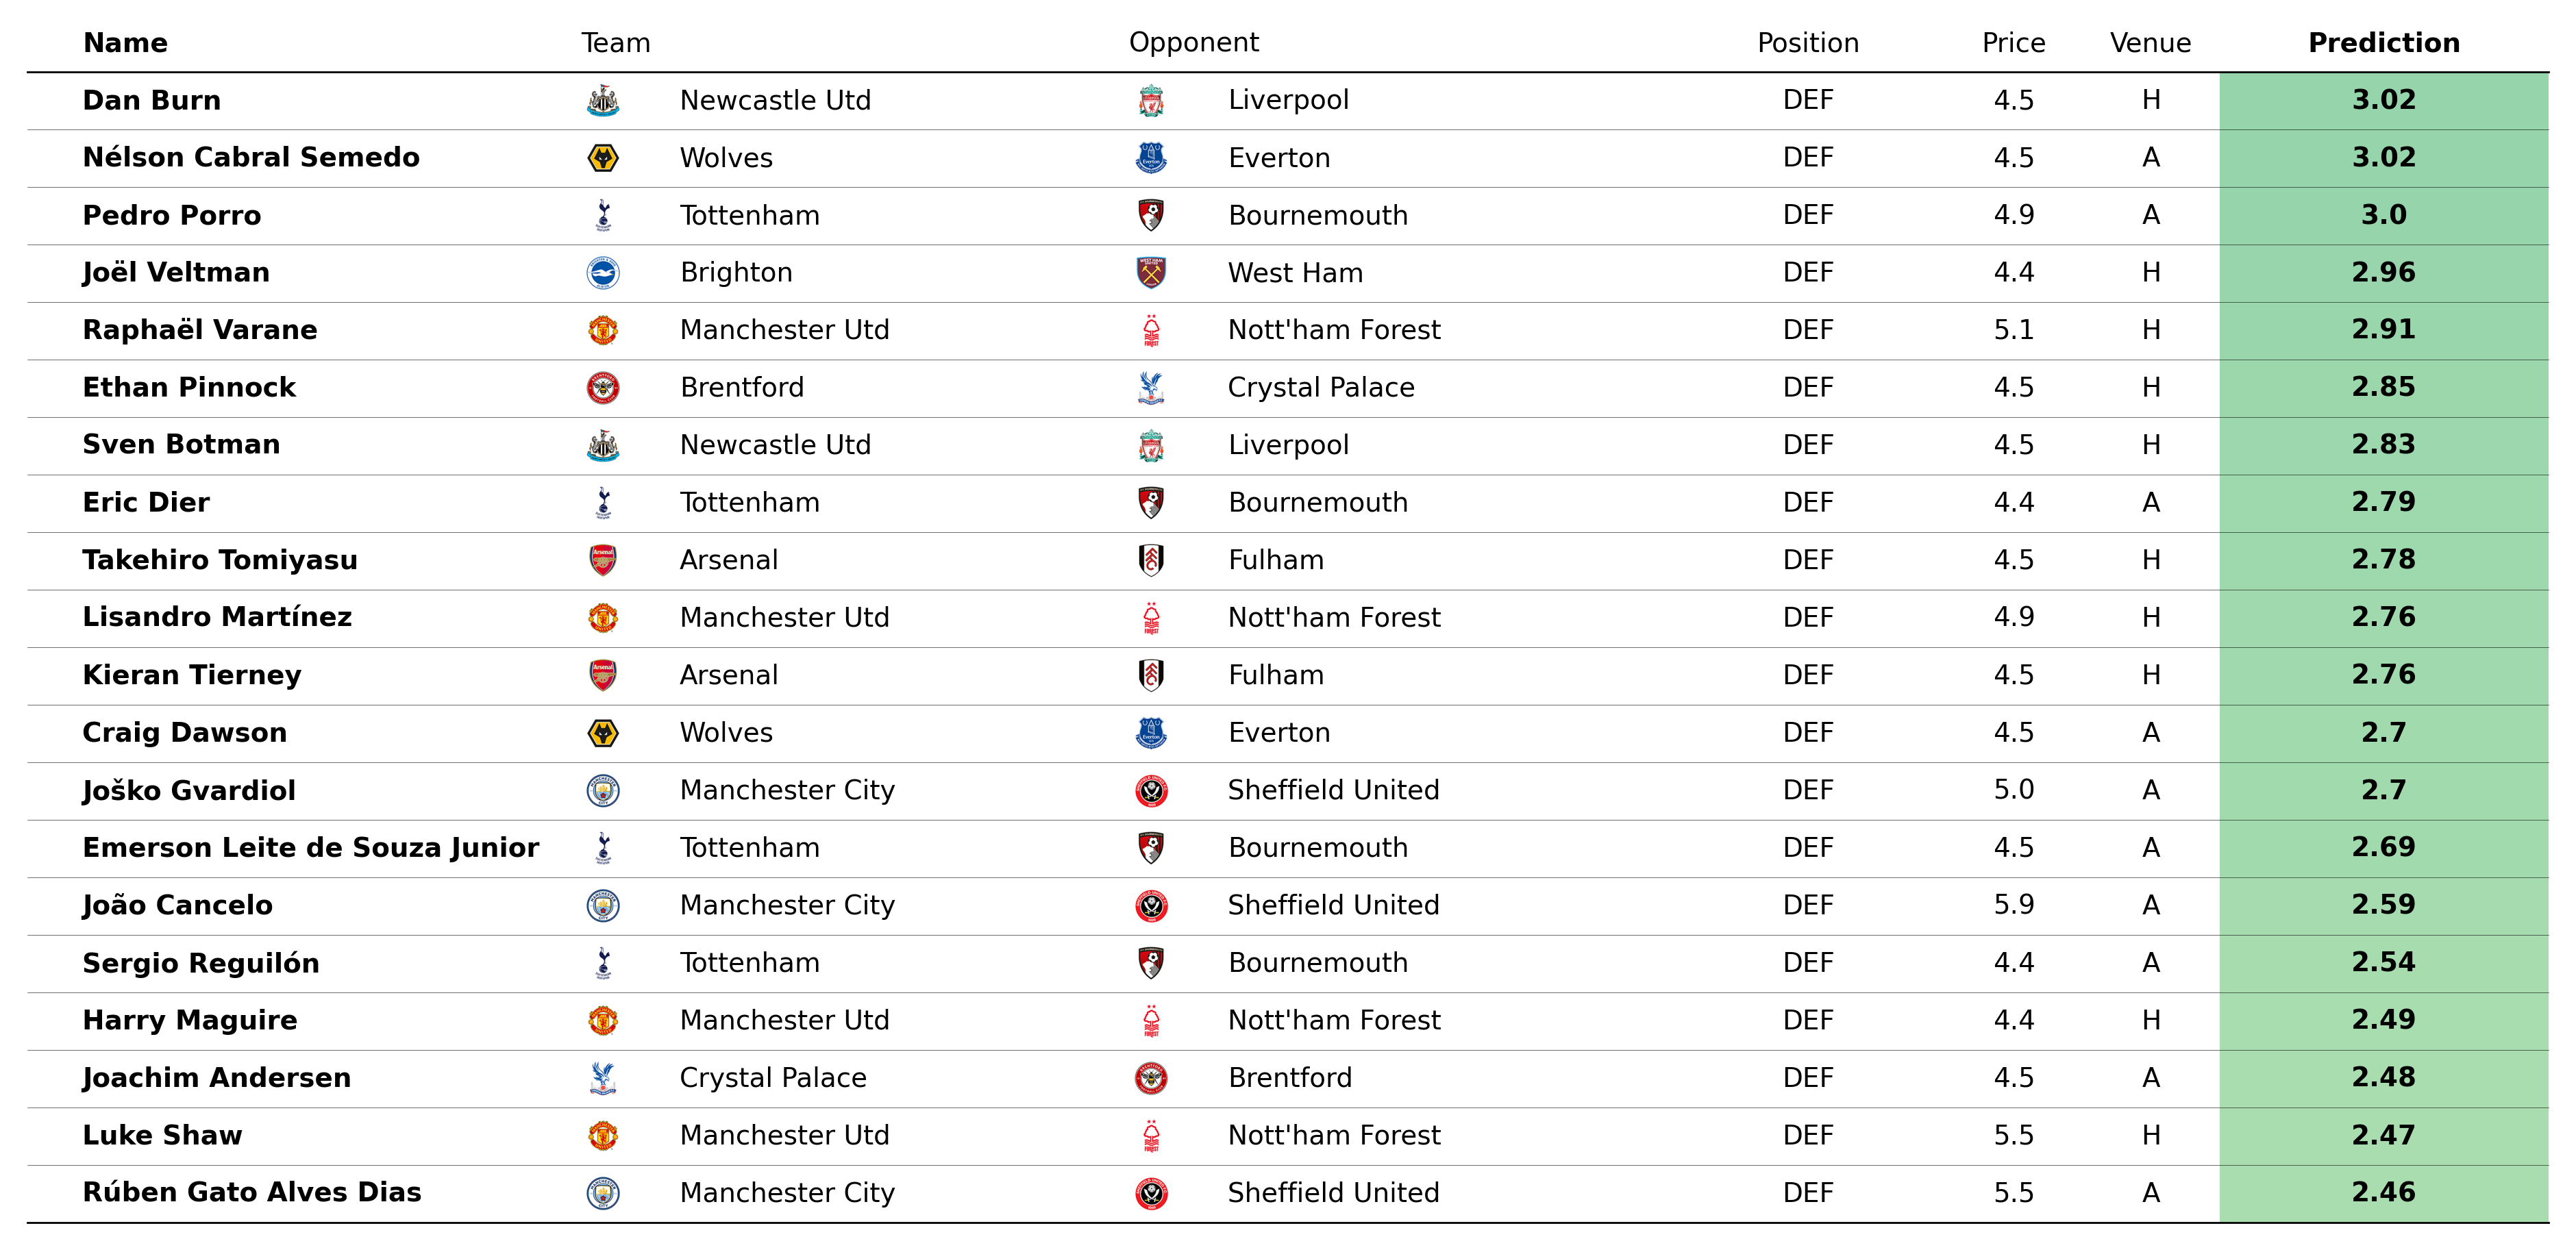 Name Team Opponent Position Price Venue Prediction
Dan Burn Newcastle Utd Liverpool DEF 4.5 H 3.02
Nélson Cabral Semedo Wolves Everton DEF 4.5 A 3.02
Pedro Porro Tottenham Bournemouth DEF 4.9 A 3.0
Joël Veltman Brighton West Ham DEF 4.4 H 2.96
Raphaël Varane Manchester Utd Nott'ham Forest DEF 5.1 H 2.91
Ethan Pinnock Brentford Crystal Palace DEF 4.5 H 2.85
Sven Botman Newcastle Utd Liverpool DEF 4.5 H 2.83
Eric Dier Tottenham Bournemouth DEF 4.4 A 2.79
Takehiro Tomiyasu Arsenal Fulham DEF 4.5 H 2.78
Lisandro Martínez Manchester Utd Nott'ham Forest DEF 4.9 H 2.76
Kieran Tierney Arsenal Fulham DEF 4.5 H 2.76
Craig Dawson Wolves Everton DEF 4.5 A 2.7
Joško Gvardiol Manchester City Sheffield United DEF 5.0 A 2.7
Emerson Leite de Souza Junior Tottenham Bournemouth DEF 4.5 A 2.69
João Cancelo Manchester City Sheffield United DEF 5.9 A 2.59
Sergio Reguilón Tottenham Bournemouth DEF 4.4 A 2.54
Harry Maguire Manchester Utd Nott'ham Forest DEF 4.4 H 2.49
Joachim Andersen Crystal Palace Brentford DEF 4.5 A 2.48
Luke Shaw Manchester Utd Nott'ham Forest DEF 5.5 H 2.47
Rúben Gato Alves Dias Manchester City Sheffield United DEF 5.5 A 2.46